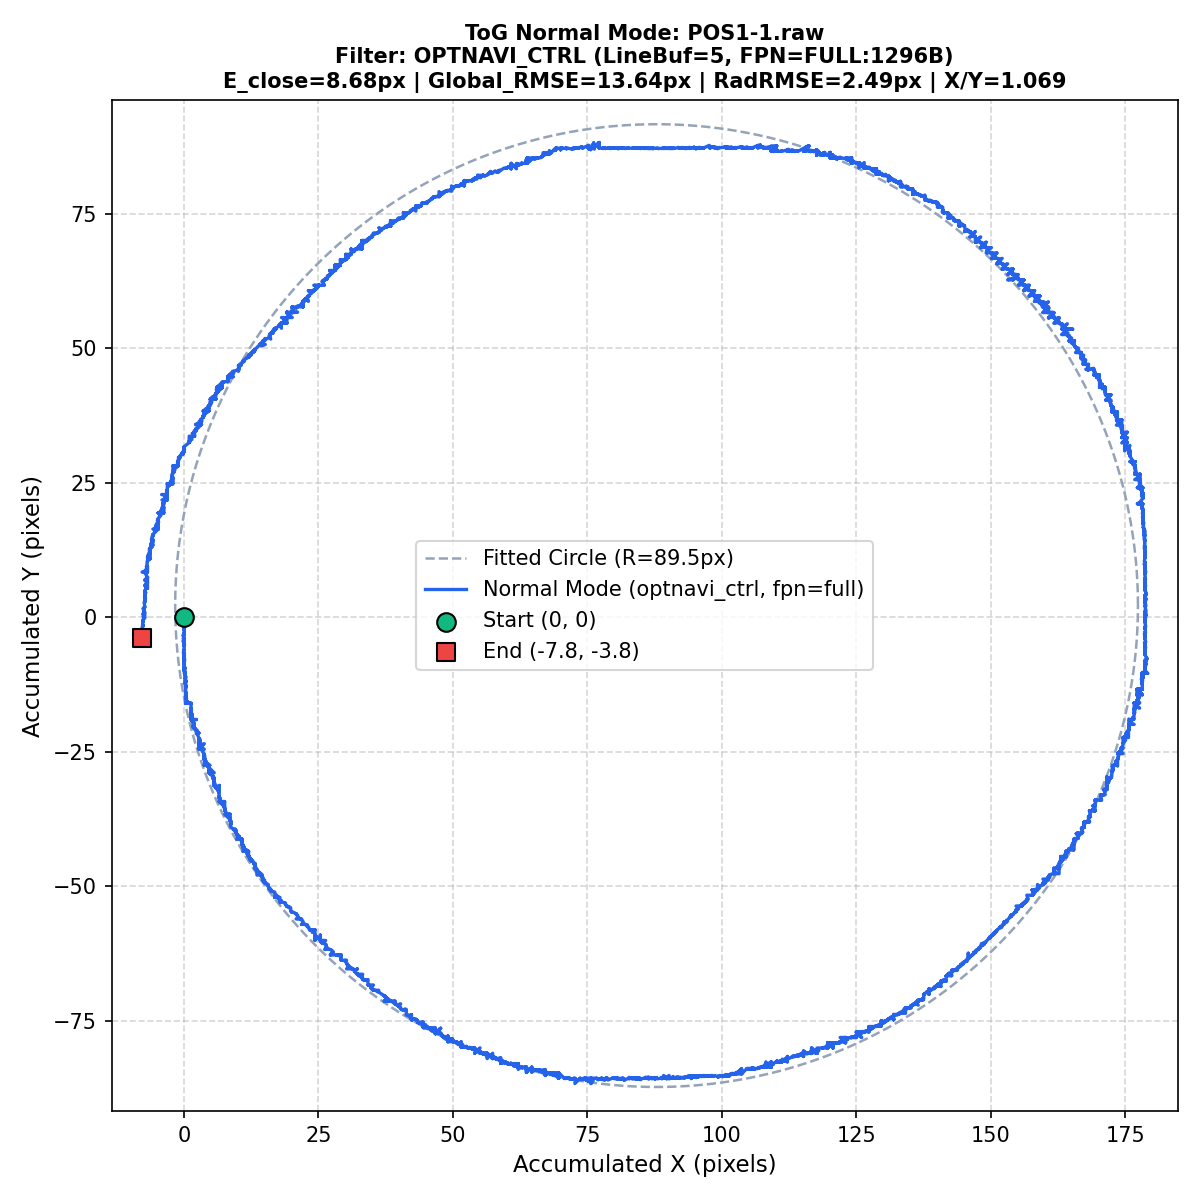 ToG Normal Mode: POS1-1.raw
Filter: OPTNAVI_CTRL (LineBuf=5, FPN=FULL:1296B)
E_close=8.68px | Global_RMSE=13.64px | RadRMSE=2.49px | X/Y=1.069
75
50
25
0
−25
−50
−75
Accumulated Y (pixels)
Fitted Circle (R=89.5px)
Normal Mode (optnavi_ctrl, fpn=full)
Start (0, 0)
End (-7.8, -3.8)
0 25 50 75 100 125 150 175
Accumulated X (pixels)